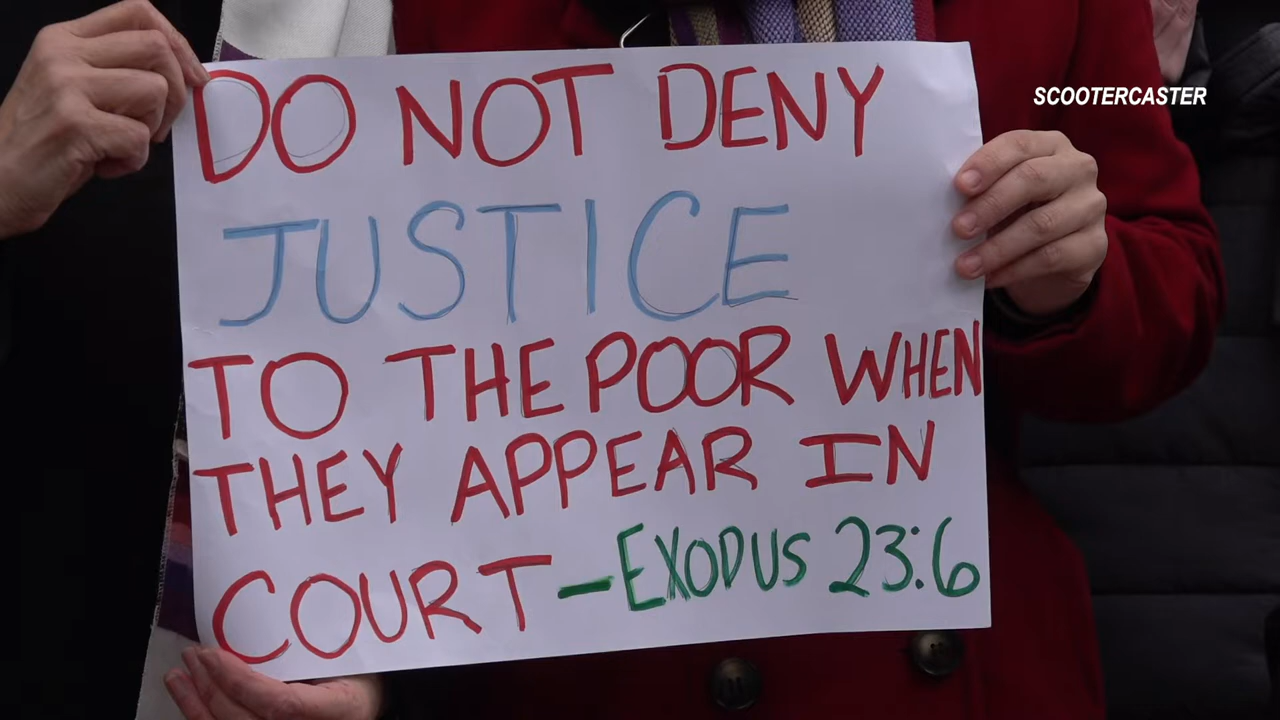 DO NOT DENY
JUSTICE
TO THE POOR WHEN
THEY APPEAR IN
COURT – EXODUS 23:6
SCOOTERCASTER